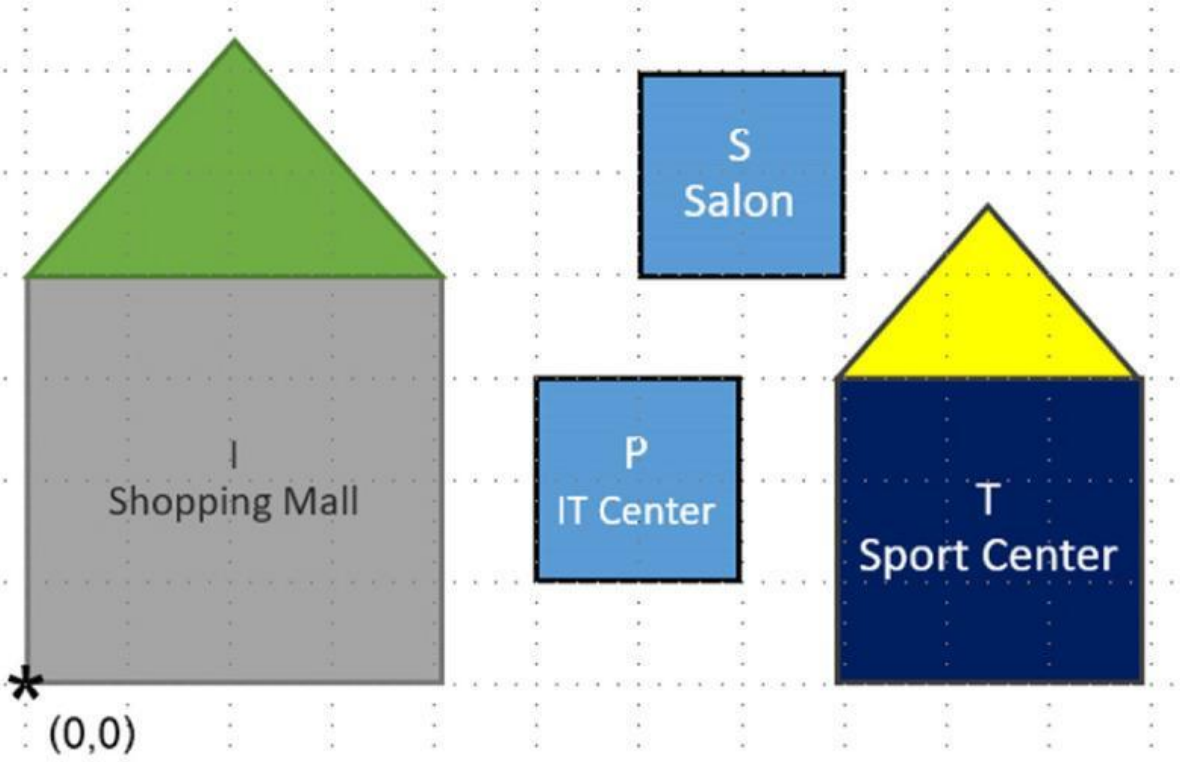 S
Salon
I
Shopping Mall
P
IT Center
T
Sport Center
*
(0,0)